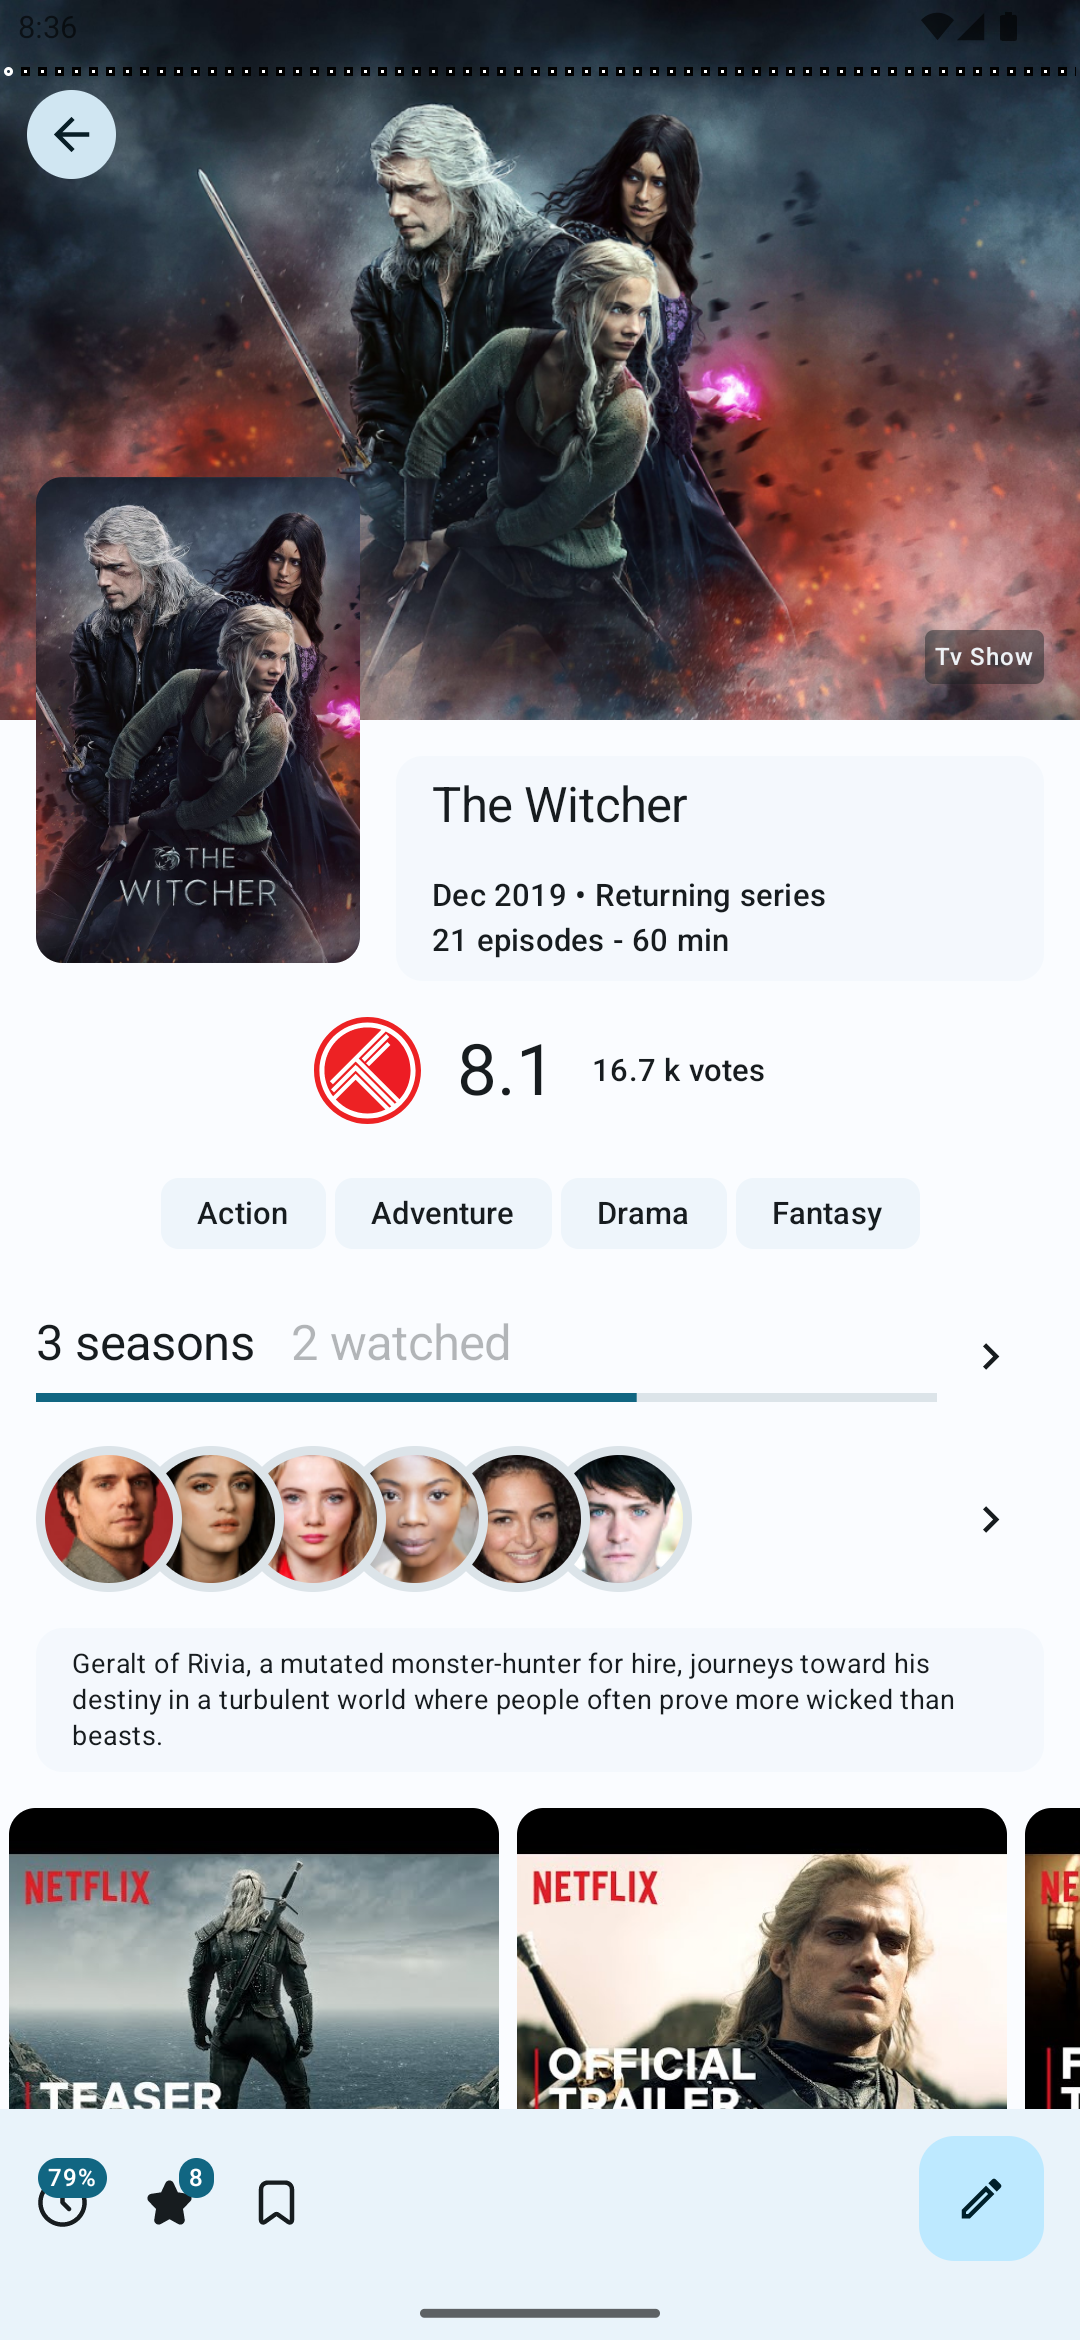 8:36
Tv Show
THE
WITCHER
The Witcher
Dec 2019 • Returning series
21 episodes - 60 min
8.1
16.7 k votes
Action
Adventure
Drama
Fantasy
3 seasons 2 watched
Geralt of Rivia, a mutated monster-hunter for hire, journeys toward his
destiny in a turbulent world where people often prove more wicked than
beasts.
NETFLIX
TEASER
NETFLIX
OFFICIAL
TRAILER
NE
F
T
79%
8